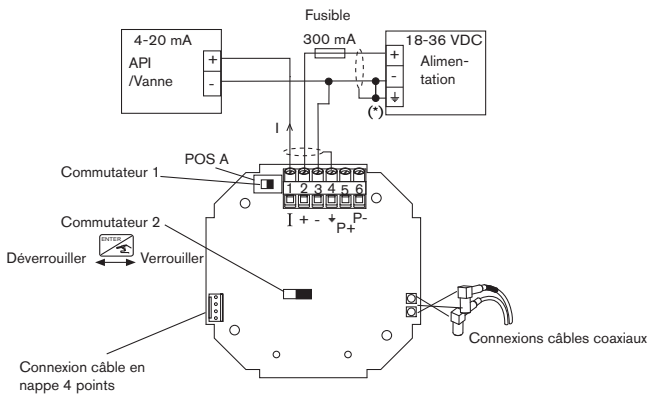 Fusible
300 mA
4-20 mA
API
/Vanne
+
-
18-36 VDC
Alimen-
tation
+
-
(*)
I
POS A
Commutateur 1
1 2 3 4 5 6
I + - P+ P-
Commutateur 2
ENTER
Déverrouiller Verrouiller
Connexions câbles coaxiaux
Connexion câble en
nappe 4 points